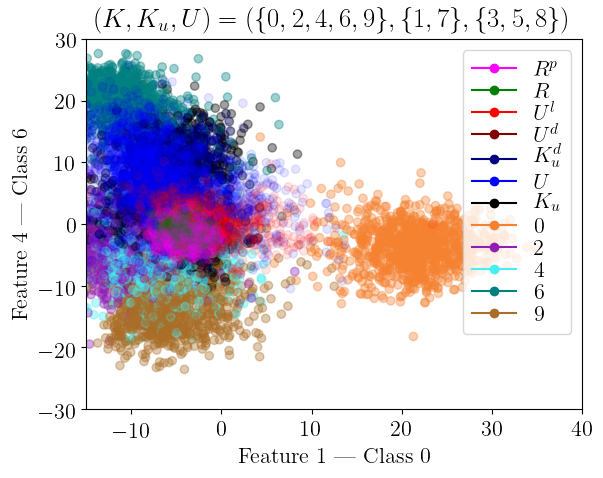 (K, K_u, U) = ({0, 2, 4, 6, 9}, {1, 7}, {3, 5, 8})
30
20
10
0
−10
−20
−30
Feature 4 — Class 6
R^p
R
U^l
U^d
K_u^d
U
K_u
0
2
4
6
9
−10
0
10
20
30
40
Feature 1 — Class 0